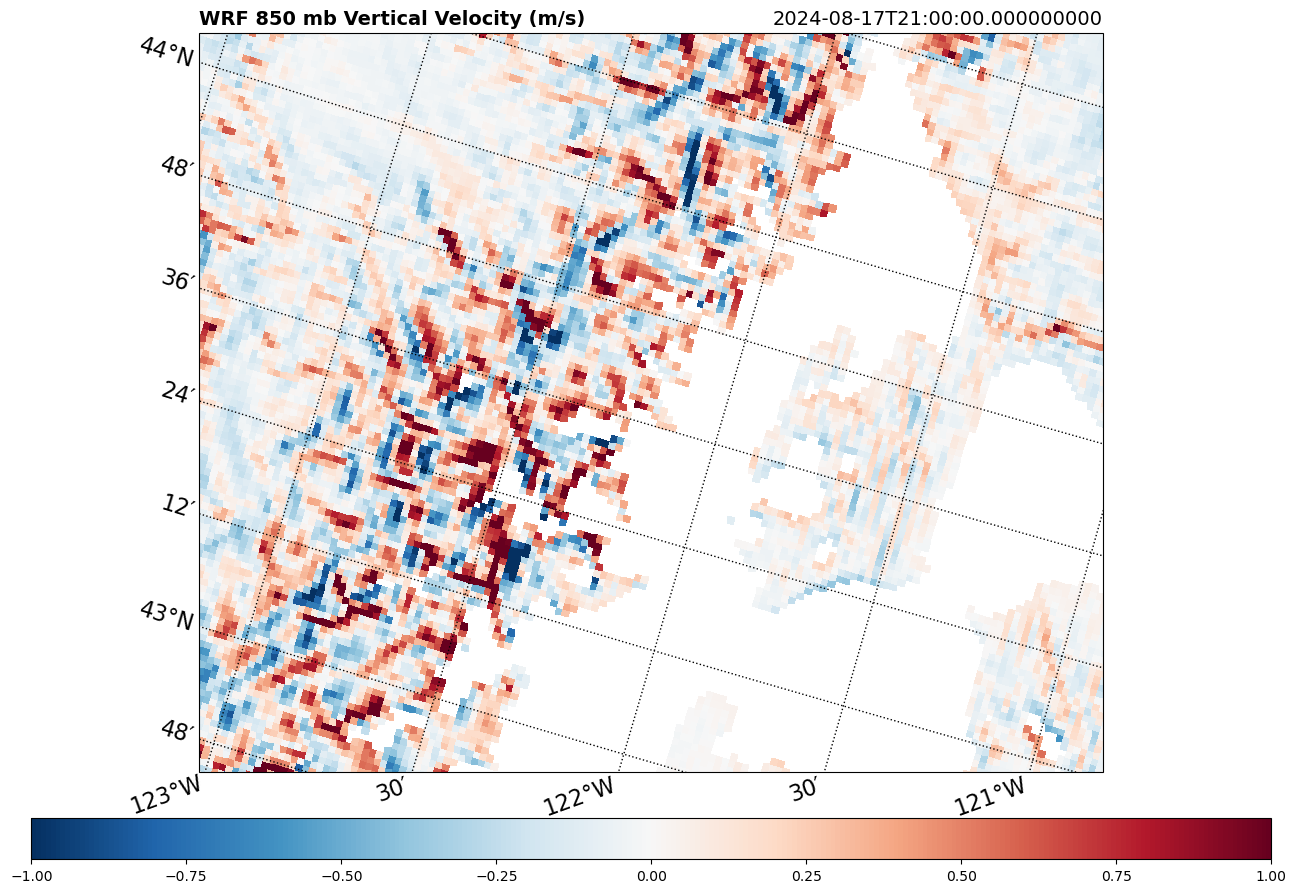 WRF 850 mb Vertical Velocity (m/s) 2024-08-17T21:00:00.000000000
44°N
48′
36′
24′
12′
43°N
48′
123°W 30′ 122°W 30′ 121°W
−1.00 −0.75 −0.50 −0.25 0.00 0.25 0.50 0.75 1.00